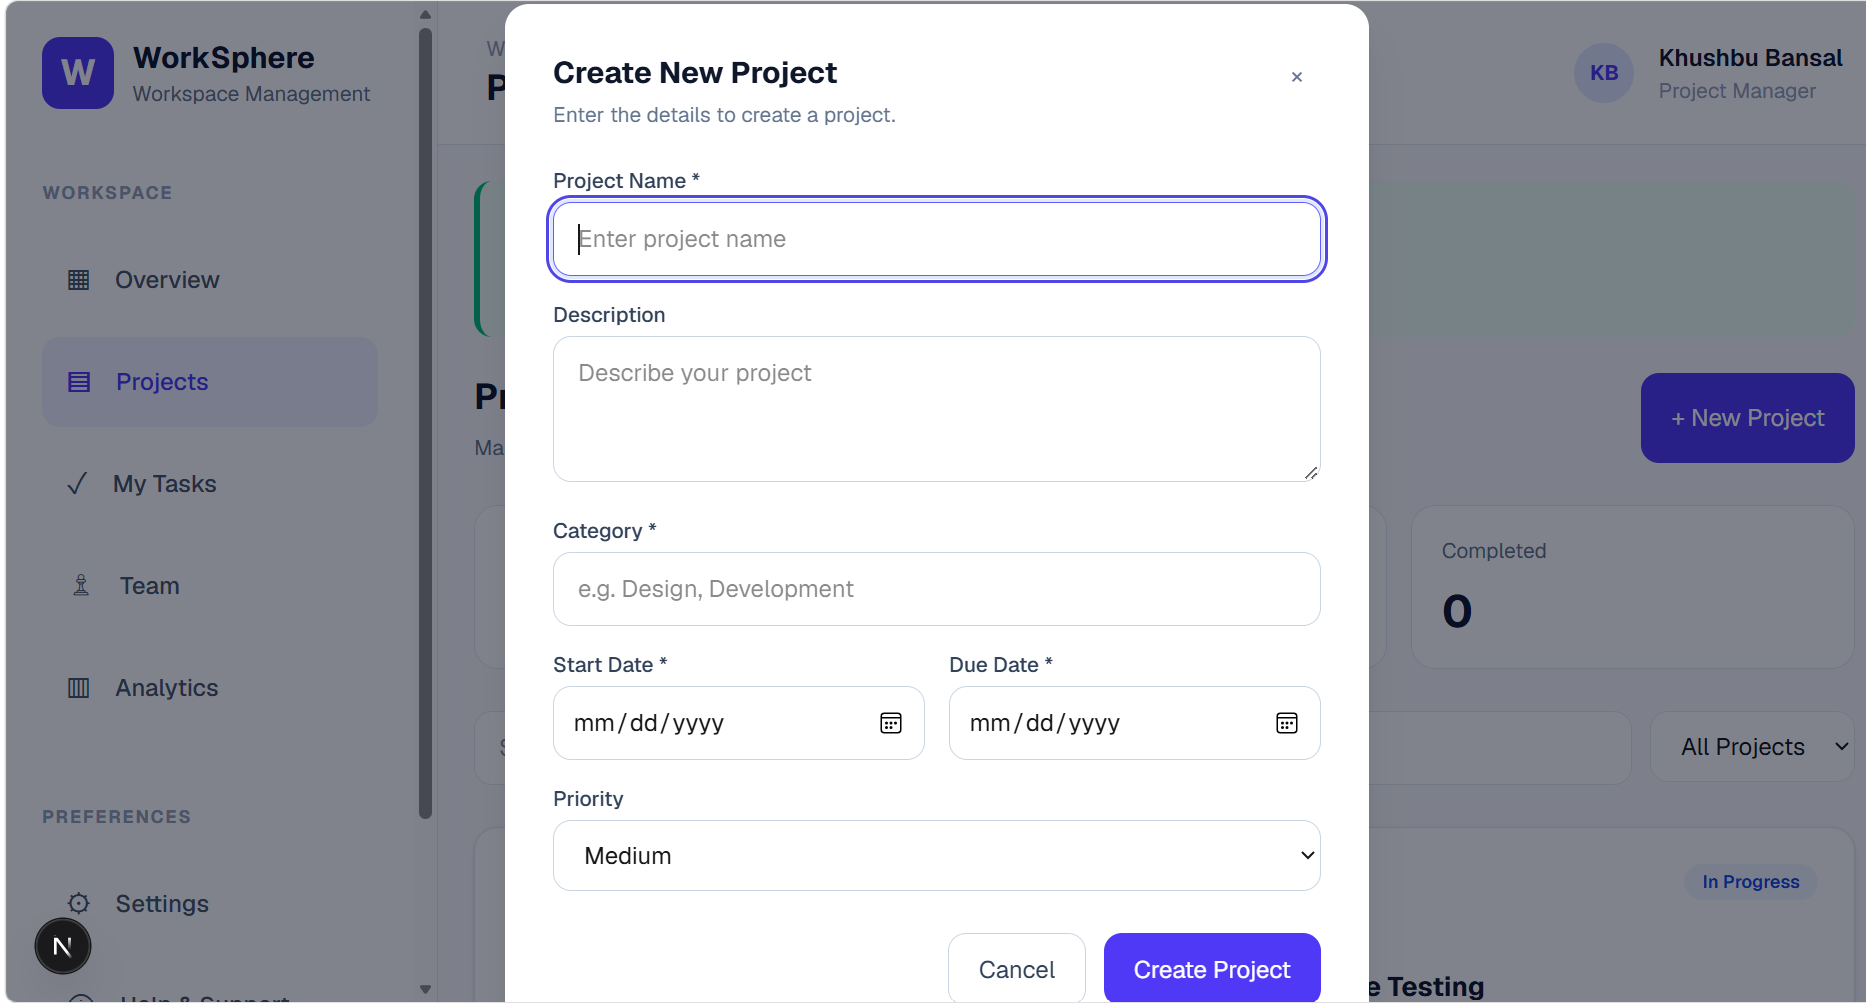 W
WorkSphere
Workspace Management
WORKSPACE
Overview
Projects
My Tasks
Team
Analytics
PREFERENCES
Settings
N
Help & Support
Khushbu Bansal
KB
Project Manager
+ New Project
Completed
0
All Projects
In Progress
Testing
Create New Project
×
Enter the details to create a project.
Project Name *
Enter project name
Description
Describe your project
Category *
e.g. Design, Development
Start Date * Due Date *
mm/dd/yyyy mm/dd/yyyy
Priority
Medium
Cancel Create Project